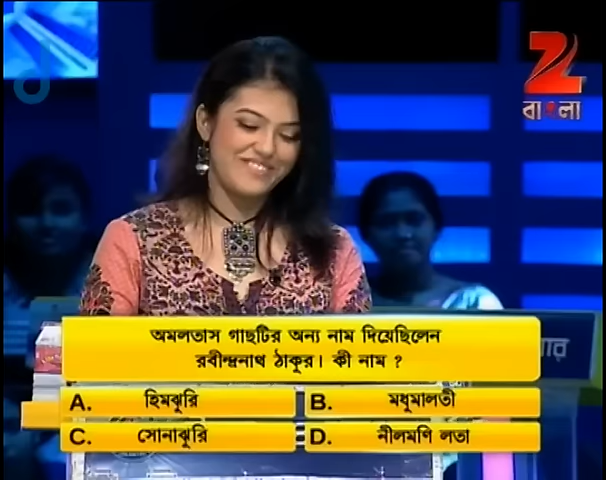 বাংলা
অমলতাস গাছটির অন্য নাম দিয়েছিলেন
রবীন্দ্রনাথ ঠাকুর। কী নাম ?
A. হিমঝুরি
B. মধুমালতী
C. সোনাঝুরি
D. নীলমণি লতা